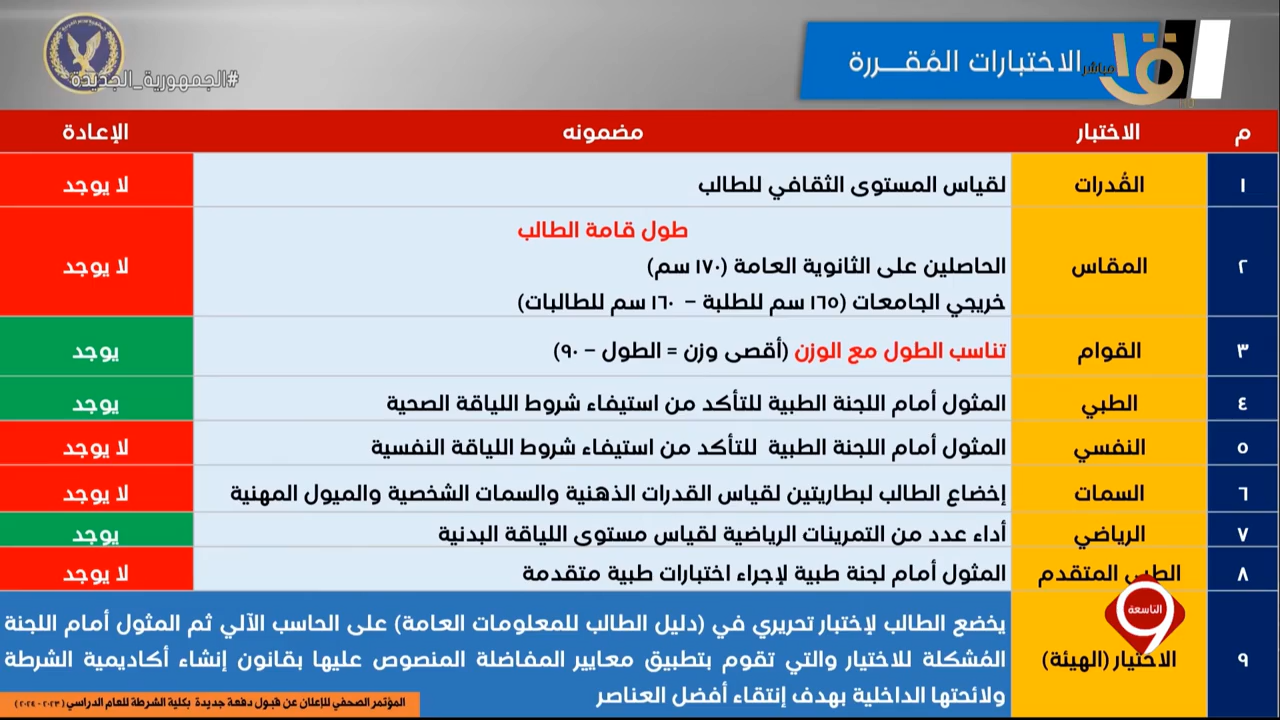 الاختبارات المُقــــررة
مباشر
#الجمهورية_الجديدة
م الاختبار مضمونه الإعادة
١ القُدرات لقياس المستوى الثقافي للطالب لا يوجد
طول قامة الطالب
٢ المقاس الحاصلين على الثانوية العامة (١٧٠ سم) لا يوجد
خريجي الجامعات (١٦٥ سم للطلبة – ١٦٠ سم للطالبات)
٣ القوام تناسب الطول مع الوزن (أقصى وزن = الطول – ٩٠) يوجد
٤ الطبي المثول أمام اللجنة الطبية للتأكد من استيفاء شروط اللياقة الصحية يوجد
٥ النفسي المثول أمام اللجنة الطبية للتأكد من استيفاء شروط اللياقة النفسية لا يوجد
٦ السمات إخضاع الطالب لبطاريتين لقياس القدرات الذهنية والسمات الشخصية والميول المهنية لا يوجد
٧ الرياضي أداء عدد من التمرينات الرياضية لقياس مستوى اللياقة البدنية يوجد
٨ الطبي المتقدم المثول أمام لجنة طبية لإجراء اختبارات طبية متقدمة لا يوجد
التاسعة
يخضع الطالب لإختبار تحريري في (دليل الطالب للمعلومات العامة) على الحاسب الآلي ثم المثول أمام اللجنة
٩ الاختيار (الهيئة) المُشكلة للاختيار والتي تقوم بتطبيق معايير المفاضلة المنصوص عليها بقانون إنشاء أكاديمية الشرطة
ولائحتها الداخلية بهدف إنتقاء أفضل العناصر
المؤتمر الصحفي للإعلان عن قبول دفعة جديدة بكلية الشرطة للعام الدراسي (٢٠٢٣ - ٢٠٢٤)